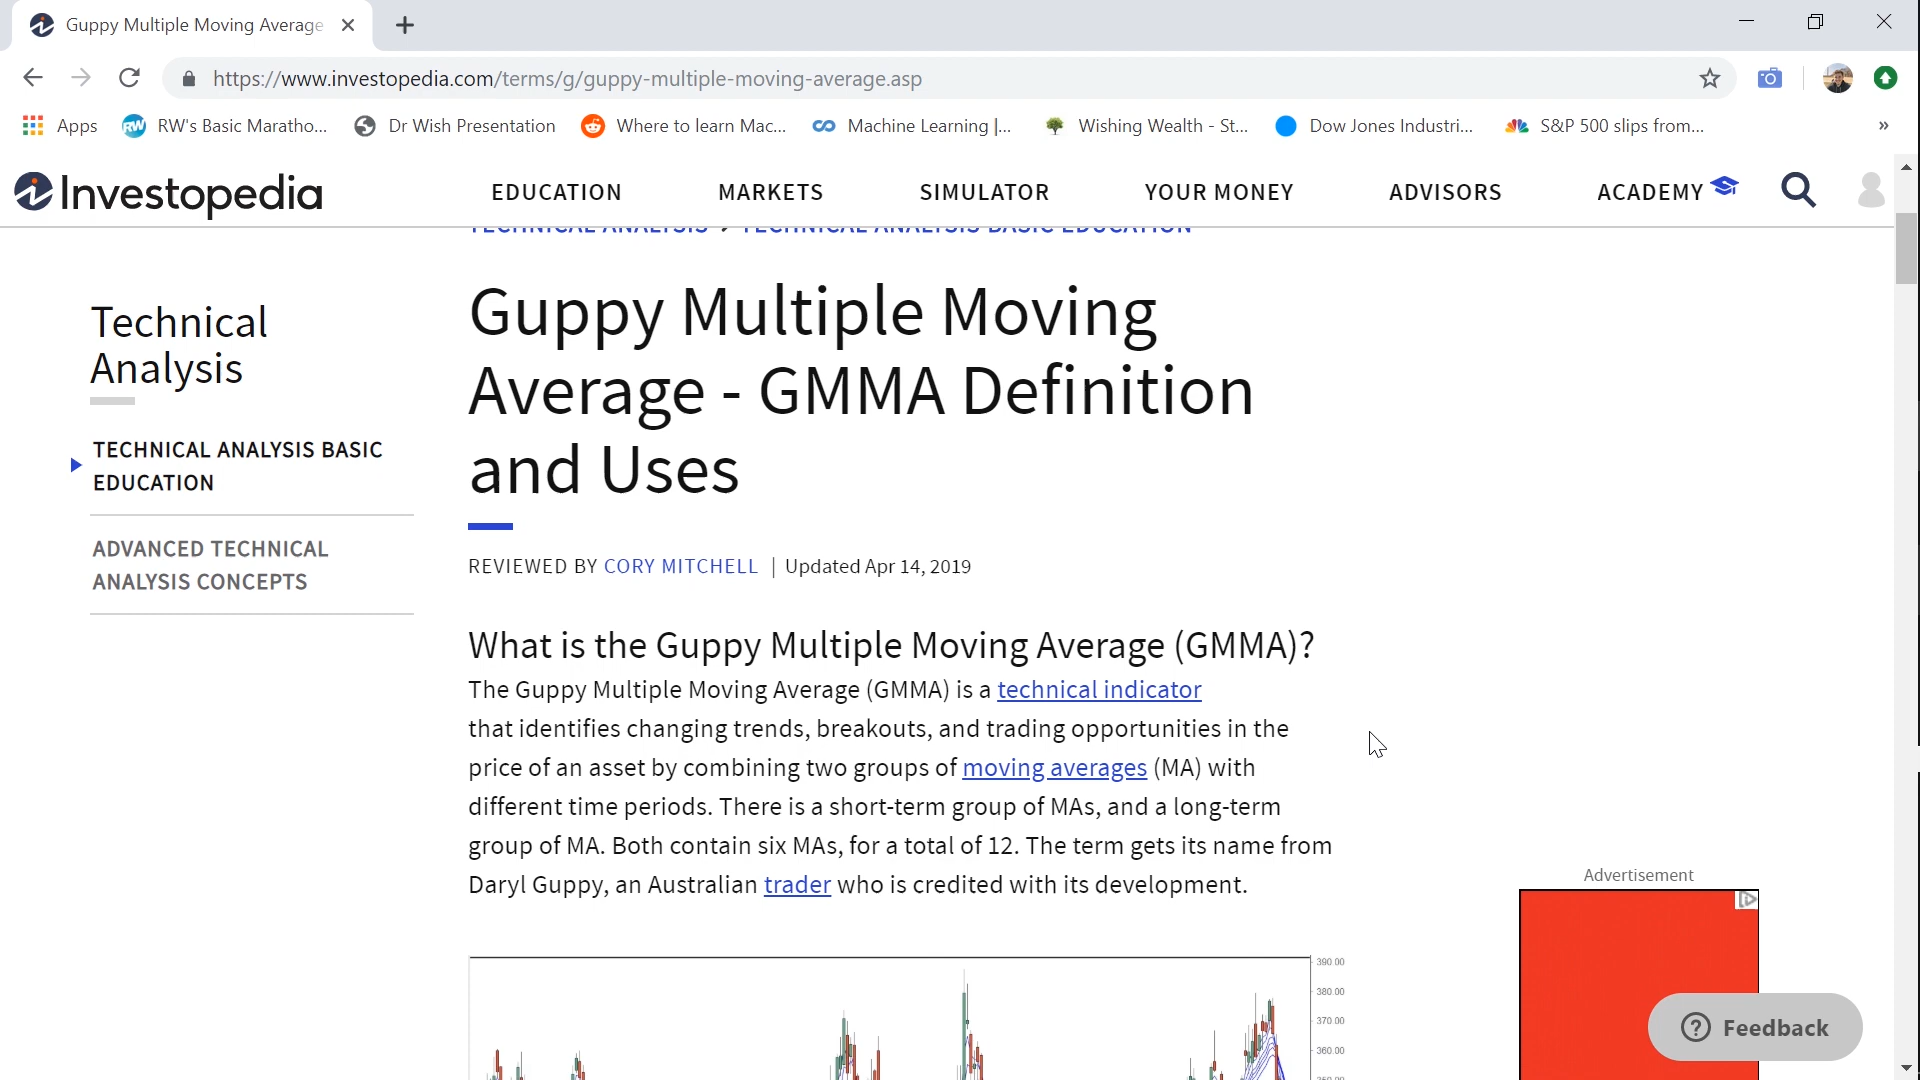 Guppy Multiple Moving Average
https://www.investopedia.com/terms/g/guppy-multiple-moving-average.asp
Apps RW's Basic Maratho... Dr Wish Presentation Where to learn Mac... Machine Learning |... Wishing Wealth - St... Dow Jones Industri... S&P 500 slips from... »
Investopedia EDUCATION MARKETS SIMULATOR YOUR MONEY ADVISORS ACADEMY
TECHNICAL ANALYSIS > TECHNICAL ANALYSIS BASIC EDUCATION
Technical
Analysis
TECHNICAL ANALYSIS BASIC
EDUCATION
ADVANCED TECHNICAL
ANALYSIS CONCEPTS
Guppy Multiple Moving
Average - GMMA Definition
and Uses
REVIEWED BY CORY MITCHELL | Updated Apr 14, 2019
What is the Guppy Multiple Moving Average (GMMA)?
The Guppy Multiple Moving Average (GMMA) is a technical indicator
that identifies changing trends, breakouts, and trading opportunities in the
price of an asset by combining two groups of moving averages (MA) with
different time periods. There is a short-term group of MAs, and a long-term
group of MA. Both contain six MAs, for a total of 12. The term gets its name from
Daryl Guppy, an Australian trader who is credited with its development.
390.00
380.00
370.00
360.00
Advertisement
Feedback